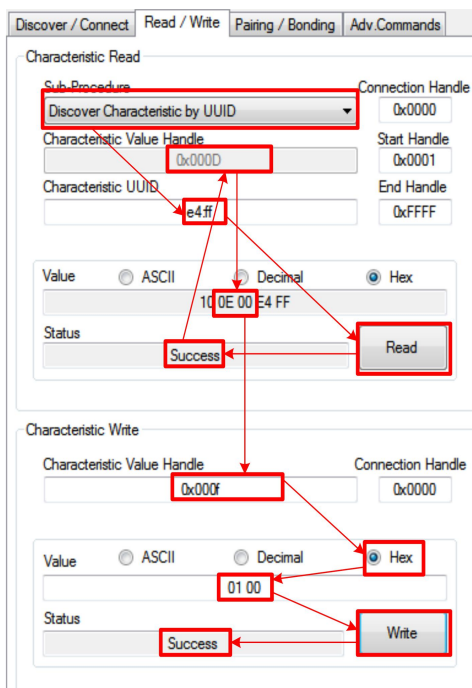 Discover / Connect Read / Write Pairing / Bonding Adv.Commands
Characteristic Read
Sub-Procedure Connection Handle
Discover Characteristic by UUID 0x0000
Characteristic Value Handle Start Handle
0x000D 0x0001
Characteristic UUID End Handle
e4:ff 0xFFFF
Value ASCII Decimal Hex
10 0E 00 E4 FF
Status
Success Read
Characteristic Write
Characteristic Value Handle Connection Handle
0x000f 0x0000
Value ASCII Decimal Hex
01 00
Status
Success Write